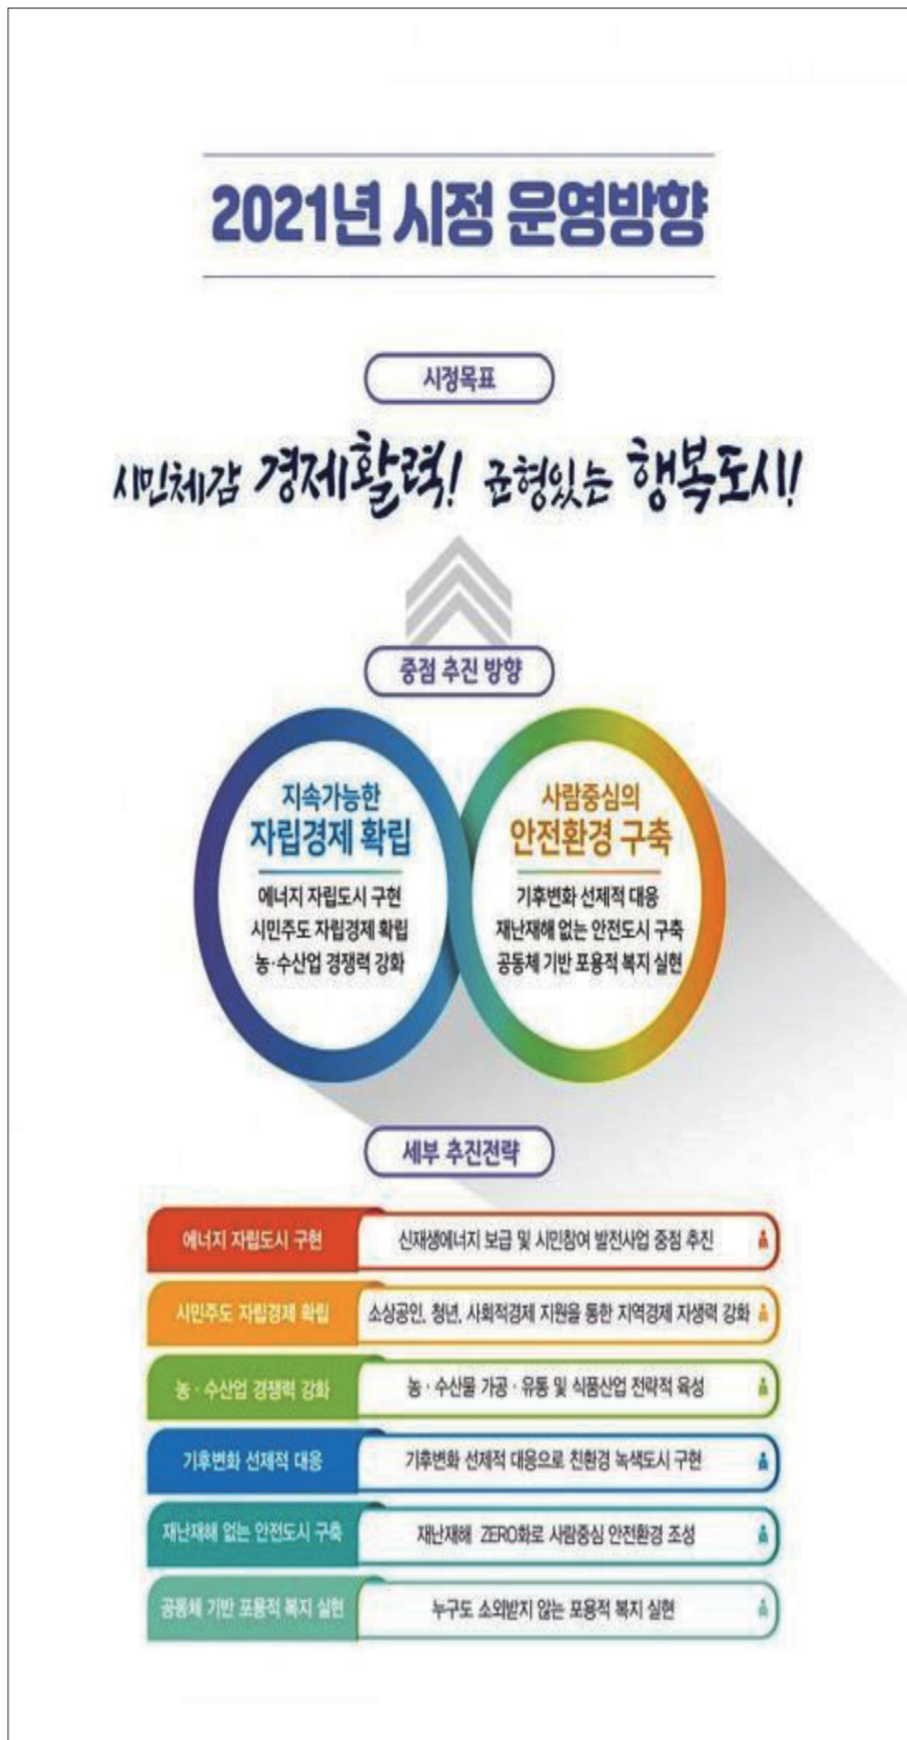 2021년 시정 운영방향
시정목표
시민체감 경제활력! 균형있는 행복도시!
중점 추진 방향
지속가능한
자립경제 확립
에너지 자립도시 구현
시민주도 자립경제 확립
농·수산업 경쟁력 강화
사람중심의
안전환경 구축
기후변화 선제적 대응
재난재해 없는 안전도시 구축
공동체 기반 포용적 복지 실현
세부 추진전략
에너지 자립도시 구현 신재생에너지 보급 및 시민참여 발전사업 중점 추진
시민주도 자립경제 확립 소상공인, 청년, 사회적경제 지원을 통한 지역경제 자생력 강화
농·수산업 경쟁력 강화 농·수산물 가공·유통 및 식품산업 전략적 육성
기후변화 선제적 대응 기후변화 선제적 대응으로 친환경 녹색도시 구현
재난재해 없는 안전도시 구축 재난재해 ZERO화로 사람중심 안전환경 조성
공동체 기반 포용적 복지 실현 누구도 소외받지 않는 포용적 복지 실현